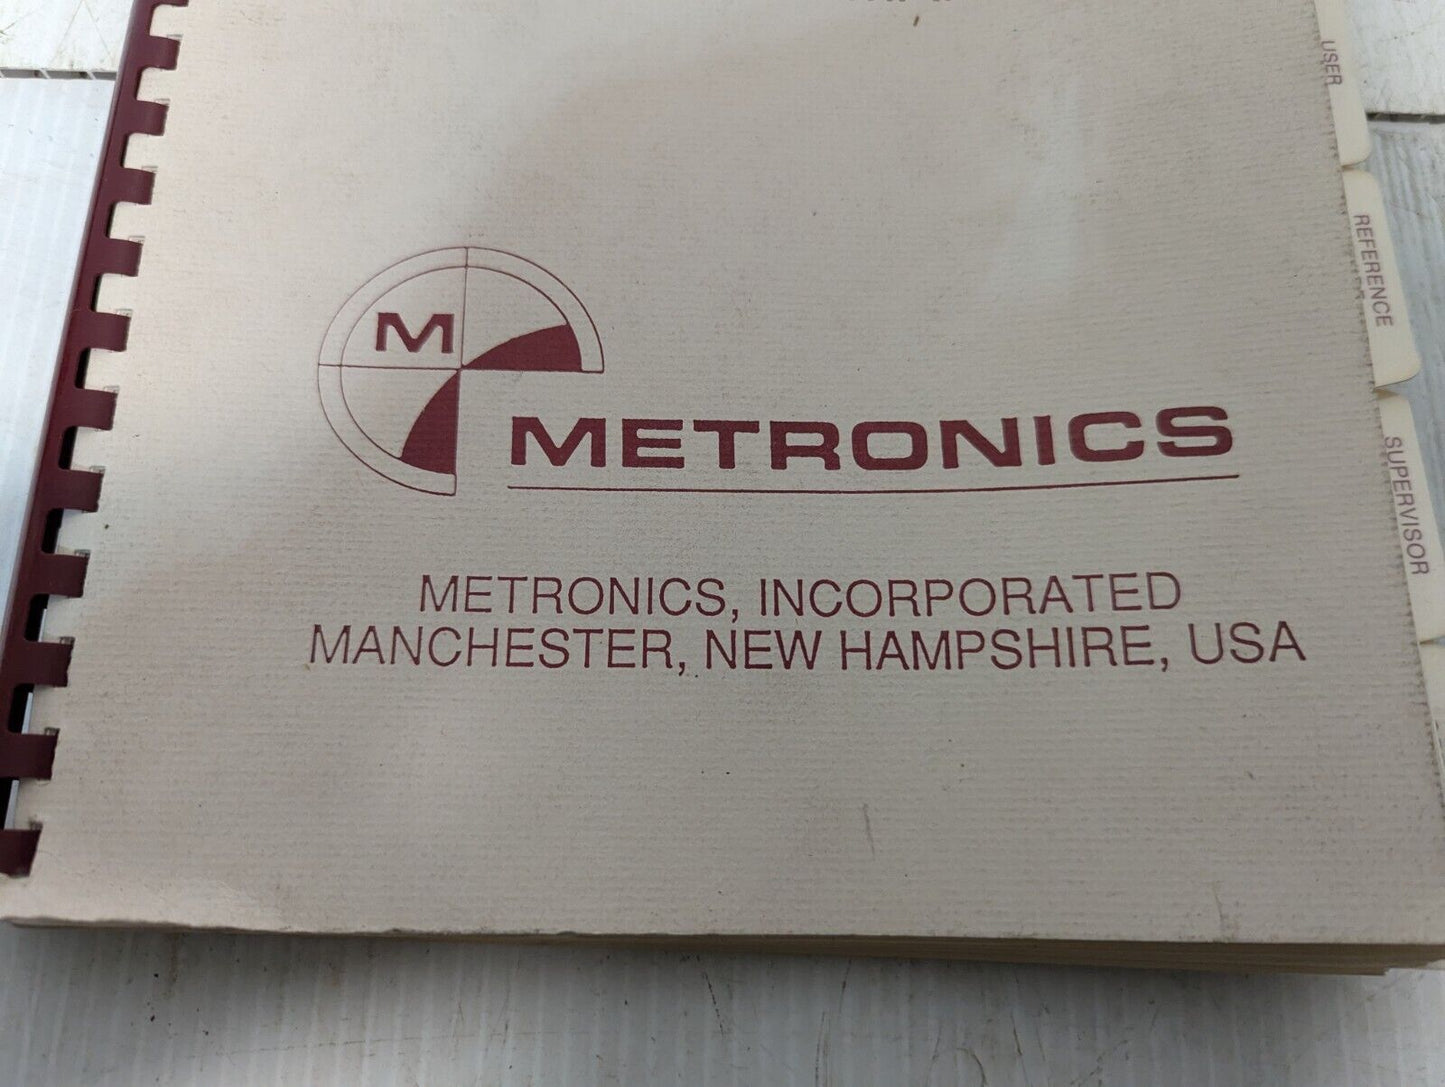 M
METRONICS
METRONICS, INCORPORATED
MANCHESTER, NEW HAMPSHIRE, USA
USER
REFERENCE
SUPERVISOR